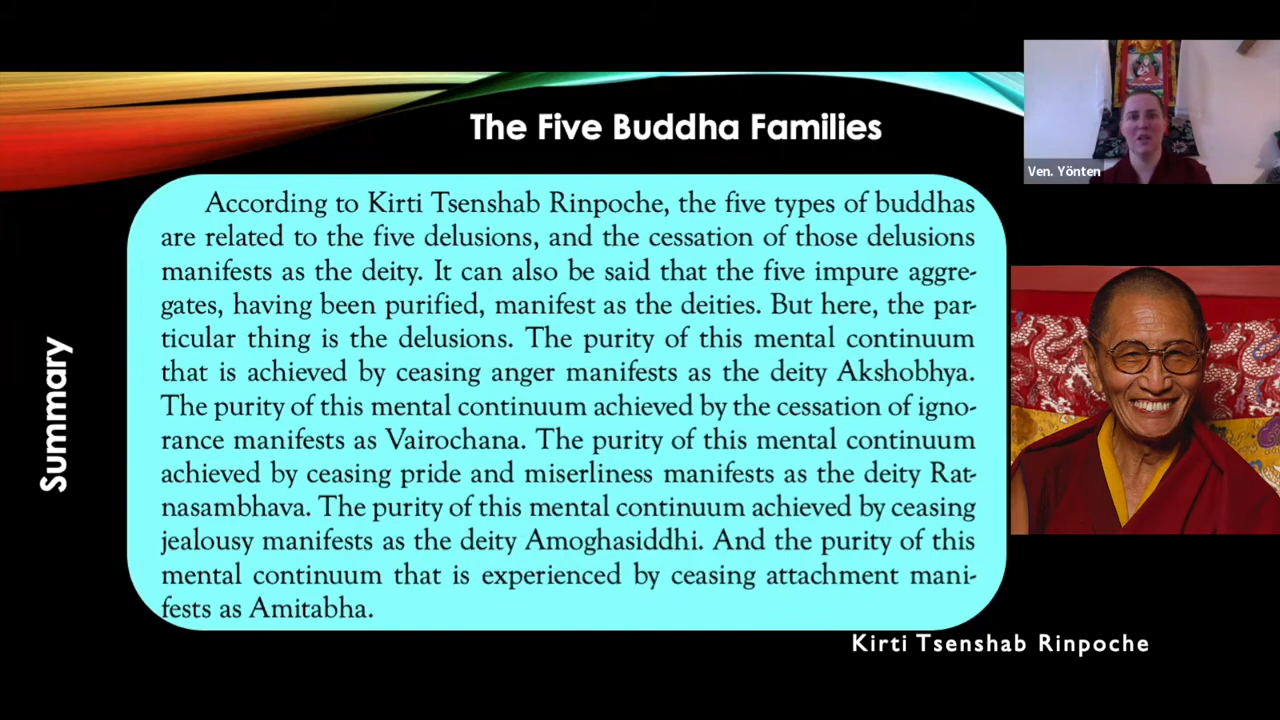 The Five Buddha Families
Ven. Yönten
Summary
According to Kirti Tsenshab Rinpoche, the five types of buddhas
are related to the five delusions, and the cessation of those delusions
manifests as the deity. It can also be said that the five impure aggre-
gates, having been purified, manifest as the deities. But here, the par-
ticular thing is the delusions. The purity of this mental continuum
that is achieved by ceasing anger manifests as the deity Akshobhya.
The purity of this mental continuum achieved by the cessation of igno-
rance manifests as Vairochana. The purity of this mental continuum
achieved by ceasing pride and miserliness manifests as the deity Rat-
nasambhava. The purity of this mental continuum achieved by ceasing
jealousy manifests as the deity Amoghasiddhi. And the purity of this
mental continuum that is experienced by ceasing attachment mani-
fests as Amitabha.
Kirti Tsenshab Rinpoche